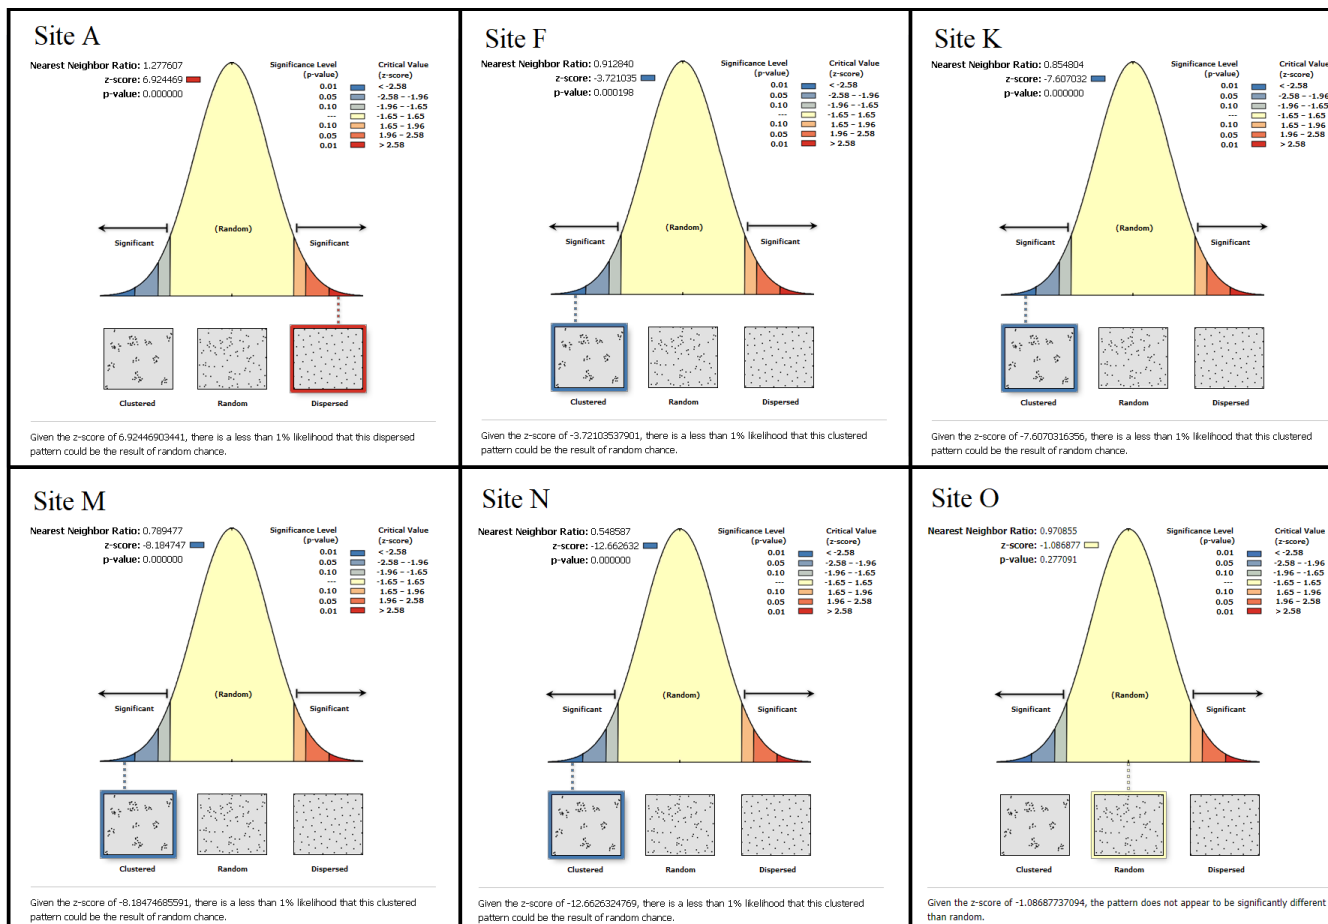 Site A
Nearest Neighbor Ratio: 1.277607
z-score: 6.924469
p-value: 0.000000
Significance Level
(p-value)
Critical Value
(z-score)
0.01 < -2.58
0.05 -2.58 – -1.96
0.10 -1.96 – -1.65
--- -1.65 – 1.65
0.10 1.65 – 1.96
0.05 1.96 – 2.58
0.01 > 2.58
Significant
(Random)
Significant
Clustered
Random
Dispersed
Given the z-score of 6.92446903441, there is a less than 1% likelihood that this dispersed
pattern could be the result of random chance.
Site F
Nearest Neighbor Ratio: 0.912840
z-score: -3.721035
p-value: 0.000198
Significance Level
(p-value)
Critical Value
(z-score)
0.01 < -2.58
0.05 -2.58 – -1.96
0.10 -1.96 – -1.65
--- -1.65 – 1.65
0.10 1.65 – 1.96
0.05 1.96 – 2.58
0.01 > 2.58
Significant
(Random)
Significant
Clustered
Random
Dispersed
Given the z-score of -3.72103537901, there is a less than 1% likelihood that this clustered
pattern could be the result of random chance.
Site K
Nearest Neighbor Ratio: 0.854804
z-score: -7.607032
p-value: 0.000000
Significance Level
(p-value)
Critical Value
(z-score)
0.01 < -2.58
0.05 -2.58 – -1.96
0.10 -1.96 – -1.65
--- -1.65 – 1.65
0.10 1.65 – 1.96
0.05 1.96 – 2.58
0.01 > 2.58
Significant
(Random)
Significant
Clustered
Random
Dispersed
Given the z-score of -7.6070316356, there is a less than 1% likelihood that this clustered
pattern could be the result of random chance.
Site M
Nearest Neighbor Ratio: 0.789477
z-score: -8.184747
p-value: 0.000000
Significance Level
(p-value)
Critical Value
(z-score)
0.01 < -2.58
0.05 -2.58 – -1.96
0.10 -1.96 – -1.65
--- -1.65 – 1.65
0.10 1.65 – 1.96
0.05 1.96 – 2.58
0.01 > 2.58
Significant
(Random)
Significant
Clustered
Random
Dispersed
Given the z-score of -8.18474685591, there is a less than 1% likelihood that this clustered
pattern could be the result of random chance.
Site N
Nearest Neighbor Ratio: 0.548587
z-score: -12.662632
p-value: 0.000000
Significance Level
(p-value)
Critical Value
(z-score)
0.01 < -2.58
0.05 -2.58 – -1.96
0.10 -1.96 – -1.65
--- -1.65 – 1.65
0.10 1.65 – 1.96
0.05 1.96 – 2.58
0.01 > 2.58
Significant
(Random)
Significant
Clustered
Random
Dispersed
Given the z-score of -12.6626324769, there is a less than 1% likelihood that this clustered
pattern could be the result of random chance.
Site O
Nearest Neighbor Ratio: 0.970855
z-score: -1.086877
p-value: 0.277091
Significance Level
(p-value)
Critical Value
(z-score)
0.01 < -2.58
0.05 -2.58 – -1.96
0.10 -1.96 – -1.65
--- -1.65 – 1.65
0.10 1.65 – 1.96
0.05 1.96 – 2.58
0.01 > 2.58
Significant
(Random)
Significant
Clustered
Random
Dispersed
Given the z-score of -1.08687737094, the pattern does not appear to be significantly different
than random.